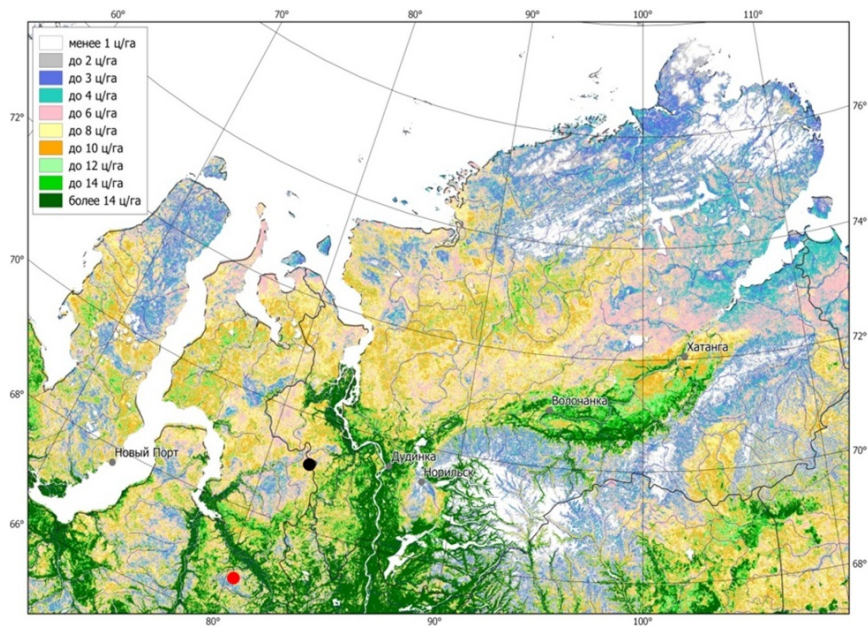 60°
70°
80°
90°
100°
110°
менее 1 ц/га
до 2 ц/га
до 3 ц/га
до 4 ц/га
до 6 ц/га
до 8 ц/га
до 10 ц/га
до 12 ц/га
до 14 ц/га
более 14 ц/га
76°
72°
74°
70°
72°
Хатанга
68°
Волочанка
70°
Новый Порт
Дудинка
Норильск
66°
68°
80°
90°
100°